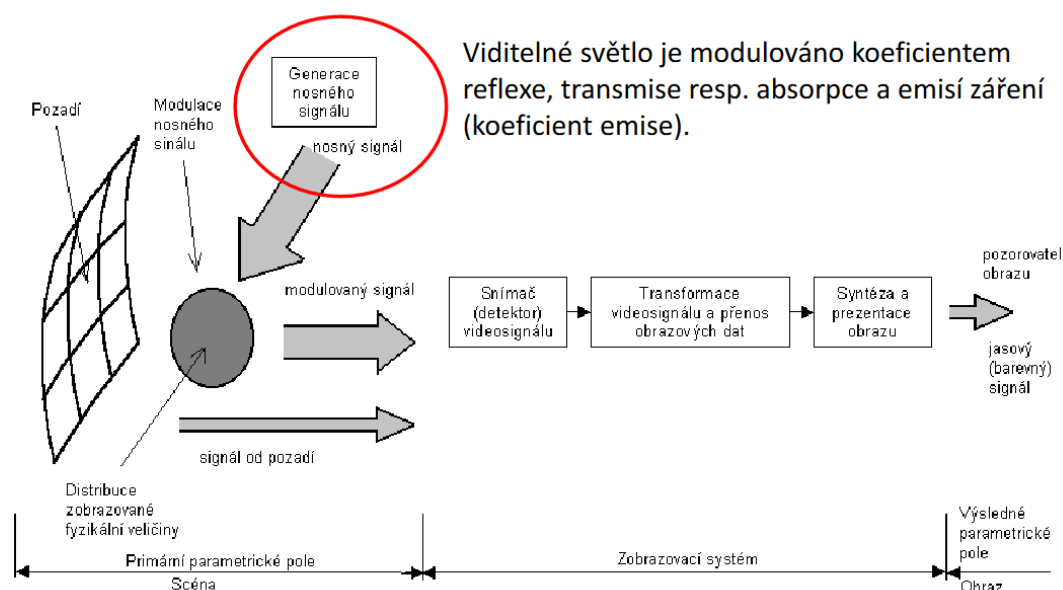 Viditelné světlo je modulováno koeficientem
reflexe, transmise resp. absorpce a emisí záření
(koeficient emise).
Generace
nosného
signálu
Pozadí
Modulace
nosného
sinálu
nosný signál
modulovaný signál
Snímač
(detektor)
videosignálu
Transformace
videosignálu a přenos
obrazových dat
Syntéza a
prezentace
obrazu
pozorovatel
obrazu
jasový
(barevný)
signál
signál od pozadí
Distribuce
zobrazované
fyzikální veličiny
Primární parametrické pole
Scéna
Zobrazovací systém
Výsledné
parametrické
pole
Obraz